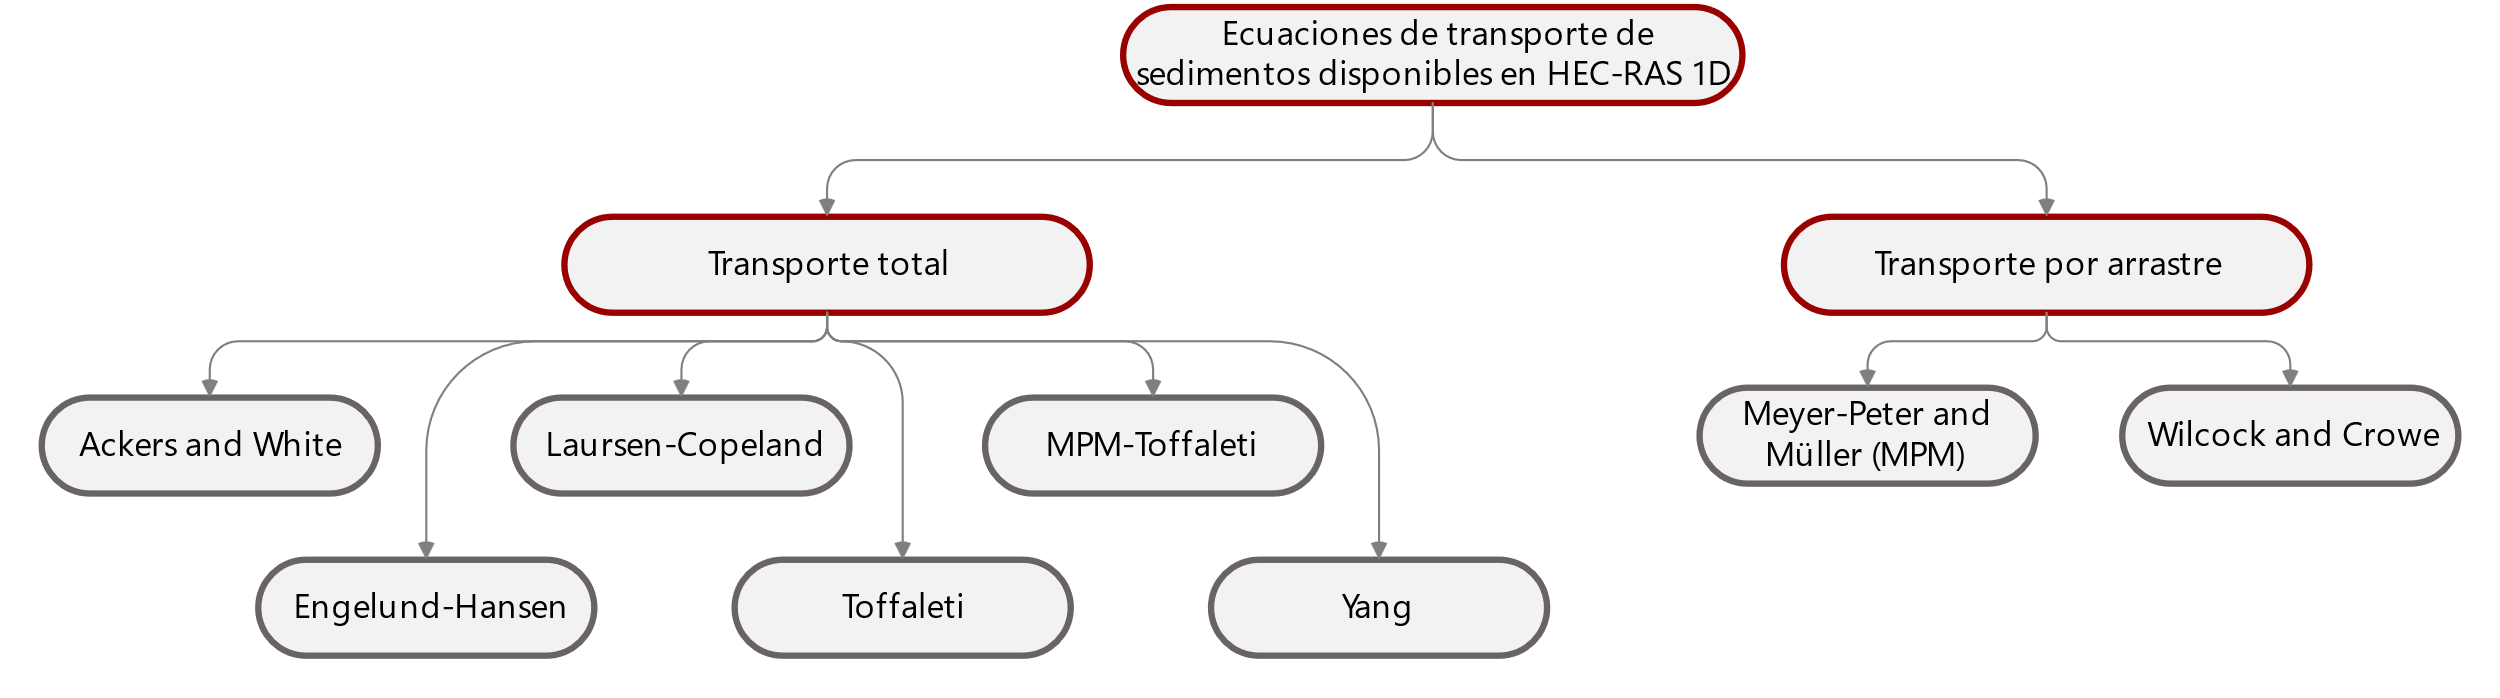 Ecuaciones de transporte de
sedimentos disponibles en HEC-RAS 1D
Transporte total
Transporte por arrastre
Ackers and White
Laursen-Copeland
MPM-Toffaleti
Meyer-Peter and
Müller (MPM)
Wilcock and Crowe
Engelund-Hansen
Toffaleti
Yang